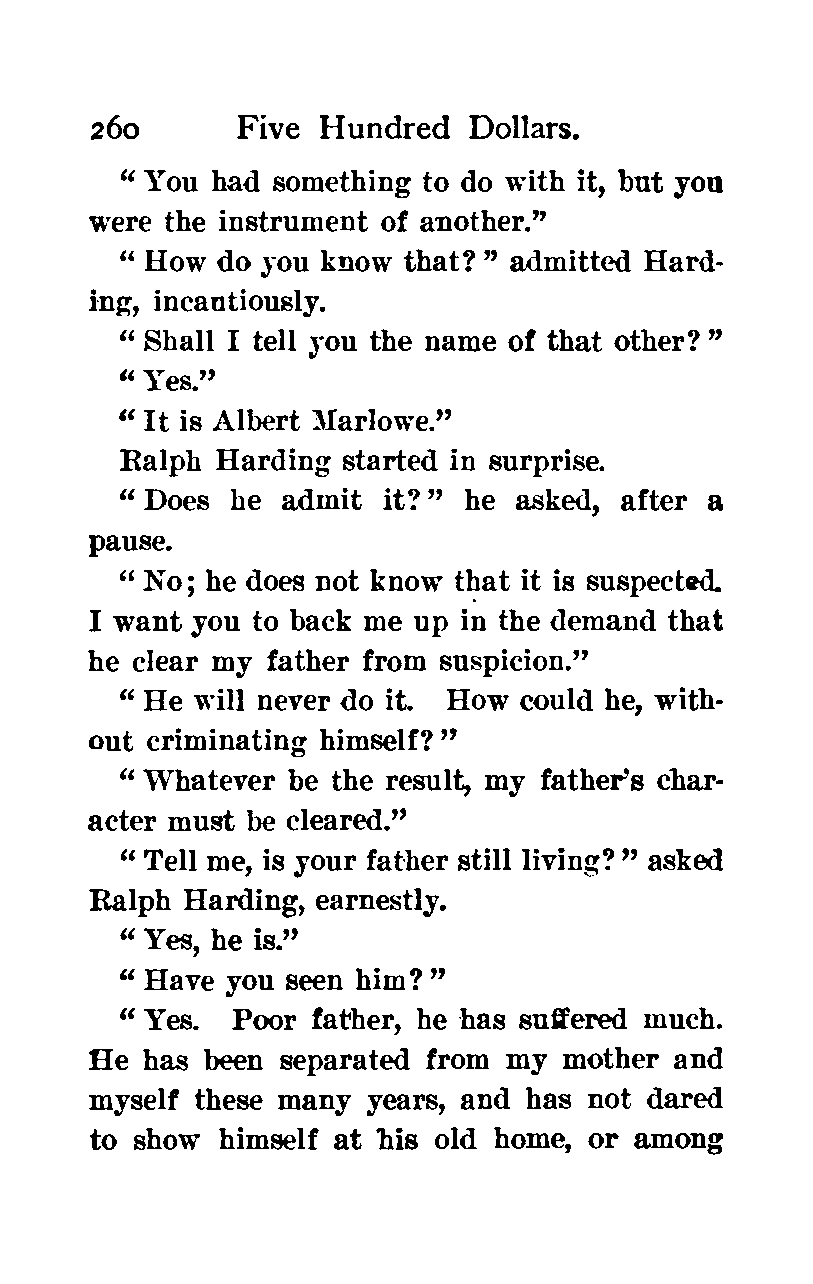 260 Five Hundred Dollars.
“ You had something to do with it, but you
were the instrument of another.”
“ How do you know that? ” admitted Hard-
ing, incautiously.
“ Shall I tell you the name of that other? ”
“ Yes.”
“ It is Albert Marlowe.”
Ralph Harding started in surprise.
“ Does he admit it? ” he asked, after a
pause.
“ No; he does not know that it is suspected.
I want you to back me up in the demand that
he clear my father from suspicion.”
“ He will never do it. How could he, with-
out criminating himself? ”
“ Whatever be the result, my father’s char-
acter must be cleared.”
“ Tell me, is your father still living? ” asked
Ralph Harding, earnestly.
“ Yes, he is.”
“ Have you seen him? ”
“ Yes. Poor father, he has suffered much.
He has been separated from my mother and
myself these many years, and has not dared
to show himself at his old home, or among